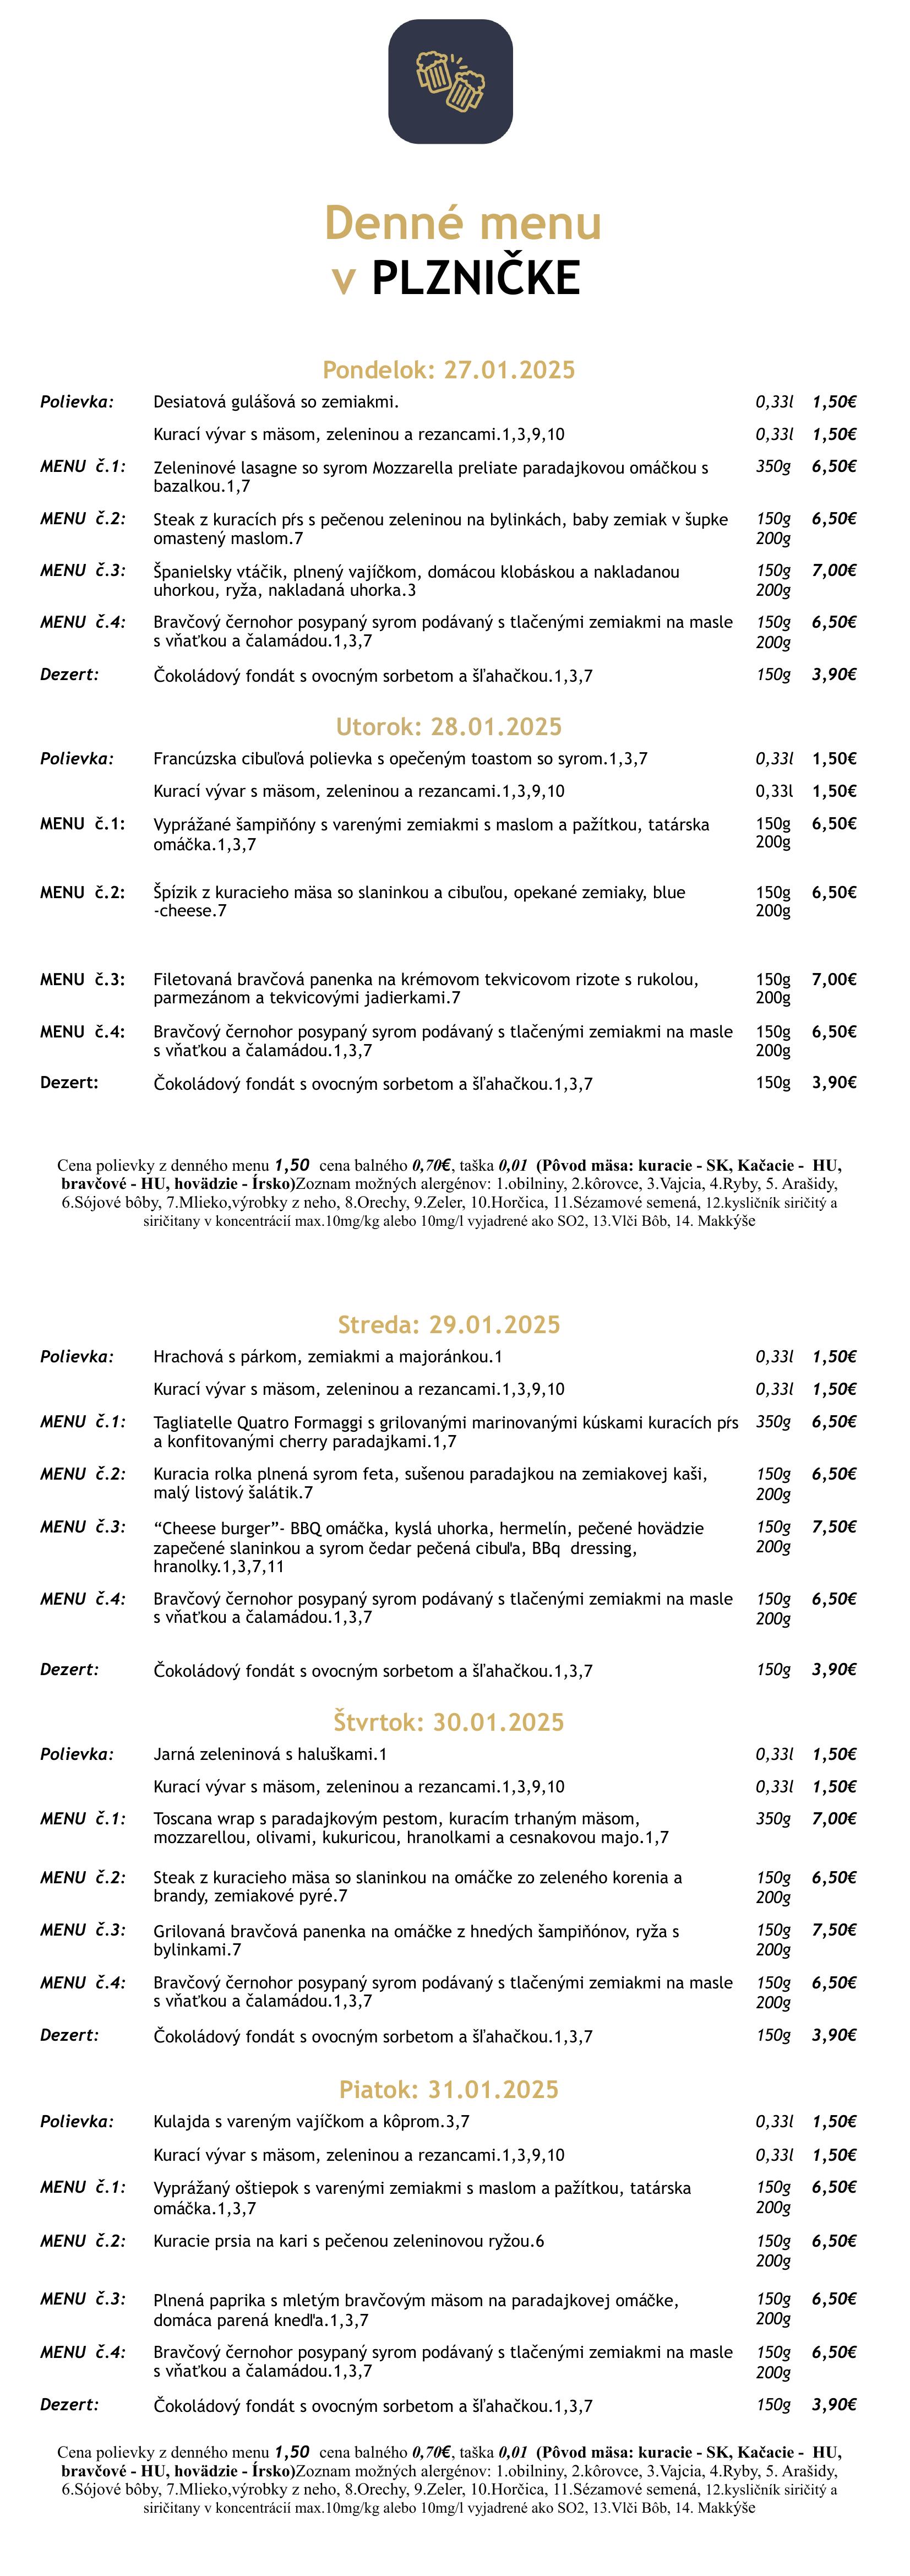 Denné menu
v PLZNIČKE
Pondelok: 27.01.2025
Polievka: Desiatová gulášová so zemiakmi. 0,33l 1,50€
Kurací vývar s mäsom, zeleninou a rezancami.1,3,9,10 0,33l 1,50€
MENU č.1: Zeleninové lasagne so syrom Mozzarella preliate paradajkovou omáčkou s 350g 6,50€
bazalkou.1,7
MENU č.2: Steak z kuracích pŕs s pečenou zeleninou na bylinkách, baby zemiak v šupke 150g 6,50€
omastený maslom.7 200g
MENU č.3: Španielsky vtáčik, plnený vajíčkom, domácou klobáskou a nakladanou 150g 7,00€
uhorkou, ryža, nakladaná uhorka.3 200g
MENU č.4: Bravčový černohor posypaný syrom podávaný s tlačenými zemiakmi na masle 150g 6,50€
s vňaťkou a čalamádou.1,3,7 200g
Dezert: Čokoládový fondát s ovocným sorbetom a šľahačkou.1,3,7 150g 3,90€
Utorok: 28.01.2025
Polievka: Francúzska cibuľová polievka s opečeným toastom so syrom.1,3,7 0,33l 1,50€
Kurací vývar s mäsom, zeleninou a rezancami.1,3,9,10 0,33l 1,50€
MENU č.1: Vyprážané šampiňóny s varenými zemiakmi s maslom a pažítkou, tatárska 150g 6,50€
omáčka.1,3,7 200g
MENU č.2: Špízik z kuracieho mäsa so slaninkou a cibuľou, opekané zemiaky, blue 150g 6,50€
-cheese.7 200g
MENU č.3: Filetovaná bravčová panenka na krémovom tekvicovom rizote s rukolou, 150g 7,00€
parmezánom a tekvicovými jadierkami.7 200g
MENU č.4: Bravčový černohor posypaný syrom podávaný s tlačenými zemiakmi na masle 150g 6,50€
s vňaťkou a čalamádou.1,3,7 200g
Dezert: Čokoládový fondát s ovocným sorbetom a šľahačkou.1,3,7 150g 3,90€
Cena polievky z denného menu 1,50 cena balného 0,70€, taška 0,01 (Pôvod mäsa: kuracie - SK, Kačacie - HU,
bravčové - HU, hovädzie - Írsko)Zoznam možných alergénov: 1.obilniny, 2.kôrovce, 3.Vajcia, 4.Ryby, 5. Arašidy,
6.Sójové bôby, 7.Mlieko,výrobky z neho, 8.Orechy, 9.Zeler, 10.Horčica, 11.Sézamové semená, 12.kysličník siričitý a
siričitany v koncentrácií max.10mg/kg alebo 10mg/l vyjadrené ako SO2, 13.Vlči Bôb, 14. Makkýše
Streda: 29.01.2025
Polievka: Hrachová s párkom, zemiakmi a majoránkou.1 0,33l 1,50€
Kurací vývar s mäsom, zeleninou a rezancami.1,3,9,10 0,33l 1,50€
MENU č.1: Tagliatelle Quatro Formaggi s grilovanými marinovanými kúskami kuracích pŕs 350g 6,50€
a konfitovanými cherry paradajkami.1,7
MENU č.2: Kuracia rolka plnená syrom feta, sušenou paradajkou na zemiakovej kaši, 150g 6,50€
malý listový šalátik.7 200g
MENU č.3: “Cheese burger”- BBQ omáčka, kyslá uhorka, hermelín, pečené hovädzie 150g 7,50€
zapečené slaninkou a syrom čedar pečená cibuľa, BBq dressing, 200g
hranolky.1,3,7,11
MENU č.4: Bravčový černohor posypaný syrom podávaný s tlačenými zemiakmi na masle 150g 6,50€
s vňaťkou a čalamádou.1,3,7 200g
Dezert: Čokoládový fondát s ovocným sorbetom a šľahačkou.1,3,7 150g 3,90€
Štvrtok: 30.01.2025
Polievka: Jarná zeleninová s haluškami.1 0,33l 1,50€
Kurací vývar s mäsom, zeleninou a rezancami.1,3,9,10 0,33l 1,50€
MENU č.1: Toscana wrap s paradajkovým pestom, kuracím trhaným mäsom, 350g 7,00€
mozzarellou, olivami, kukuricou, hranolkami a cesnakovou majo.1,7
MENU č.2: Steak z kuracieho mäsa so slaninkou na omáčke zo zeleného korenia a 150g 6,50€
brandy, zemiakové pyré.7 200g
MENU č.3: Grilovaná bravčová panenka na omáčke z hnedých šampiňónov, ryža s 150g 7,50€
bylinkami.7 200g
MENU č.4: Bravčový černohor posypaný syrom podávaný s tlačenými zemiakmi na masle 150g 6,50€
s vňaťkou a čalamádou.1,3,7 200g
Dezert: Čokoládový fondát s ovocným sorbetom a šľahačkou.1,3,7 150g 3,90€
Piatok: 31.01.2025
Polievka: Kulajda s vareným vajíčkom a kôprom.3,7 0,33l 1,50€
Kurací vývar s mäsom, zeleninou a rezancami.1,3,9,10 0,33l 1,50€
MENU č.1: Vyprážaný oštiepok s varenými zemiakmi s maslom a pažítkou, tatárska 150g 6,50€
omáčka.1,3,7 200g
MENU č.2: Kuracie prsia na kari s pečenou zeleninovou ryžou.6 150g 6,50€
200g
MENU č.3: Plnená paprika s mletým bravčovým mäsom na paradajkovej omáčke, 150g 6,50€
domáca parená knedľa.1,3,7 200g
MENU č.4: Bravčový černohor posypaný syrom podávaný s tlačenými zemiakmi na masle 150g 6,50€
s vňaťkou a čalamádou.1,3,7 200g
Dezert: Čokoládový fondát s ovocným sorbetom a šľahačkou.1,3,7 150g 3,90€
Cena polievky z denného menu 1,50 cena balného 0,70€, taška 0,01 (Pôvod mäsa: kuracie - SK, Kačacie - HU,
bravčové - HU, hovädzie - Írsko)Zoznam možných alergénov: 1.obilniny, 2.kôrovce, 3.Vajcia, 4.Ryby, 5. Arašidy,
6.Sójové bôby, 7.Mlieko,výrobky z neho, 8.Orechy, 9.Zeler, 10.Horčica, 11.Sézamové semená, 12.kysličník siričitý a
siričitany v koncentrácií max.10mg/kg alebo 10mg/l vyjadrené ako SO2, 13.Vlči Bôb, 14. Makkýše